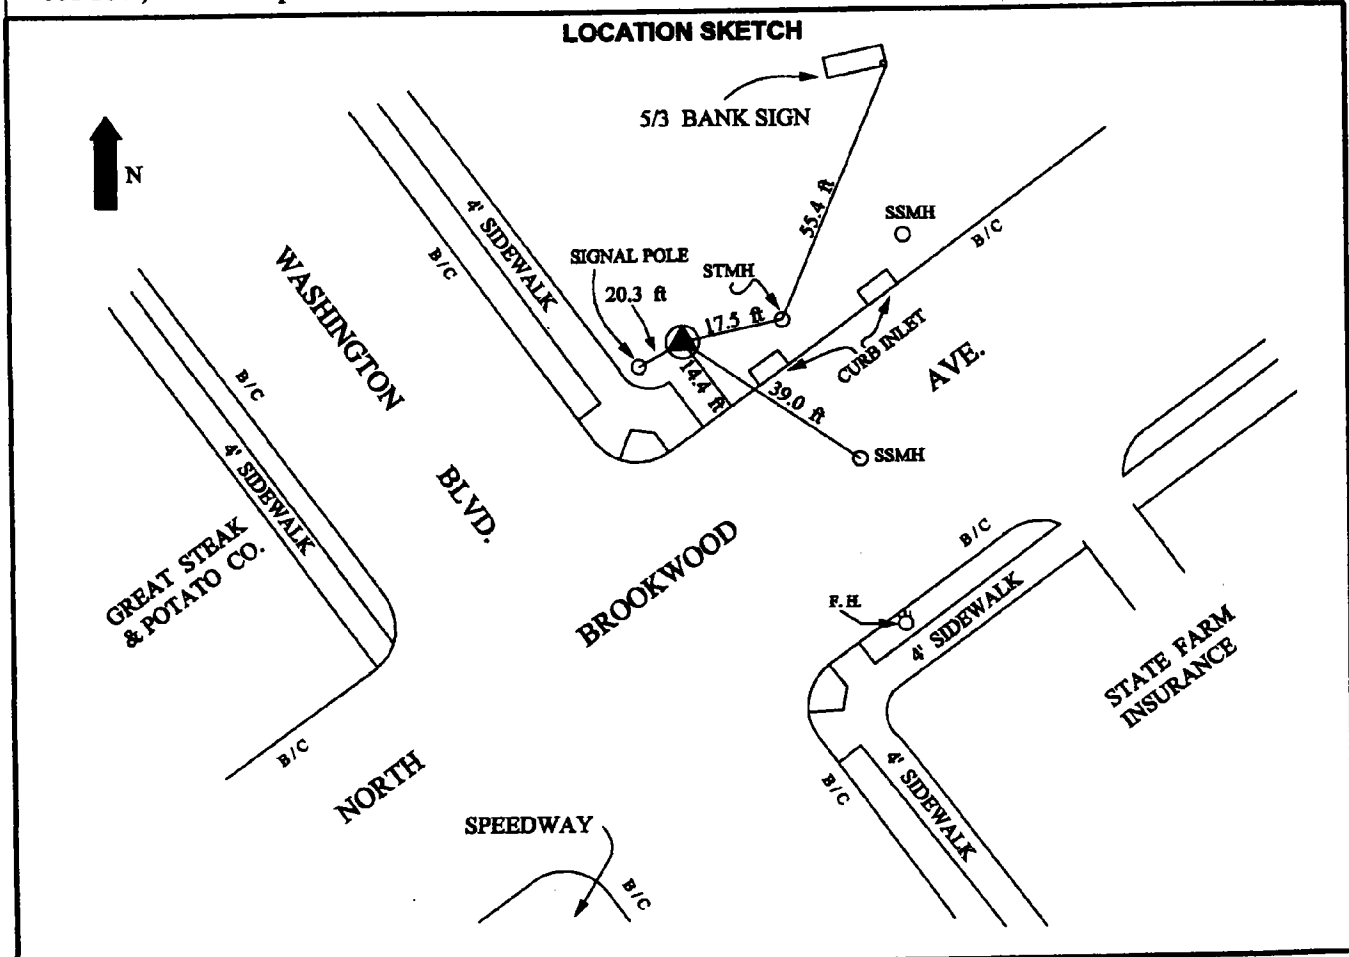 LOCATION SKETCH
5/3 BANK SIGN
N
55.4 ft
SSMH
B/C
4' SIDEWALK
B/C
SIGNAL POLE
20.3 ft
STMH
17.5 ft
14.4 ft
39.0 ft
CURB INLET
SSMH
WASHINGTON
BLVD.
AVE.
BROOKWOOD
NORTH
B/C
4' SIDEWALK
GREAT STEAK
& POTATO CO.
B/C
B/C
F.H.
4' SIDEWALK
STATE FARM
INSURANCE
B/C
4' SIDEWALK
SPEEDWAY
B/C